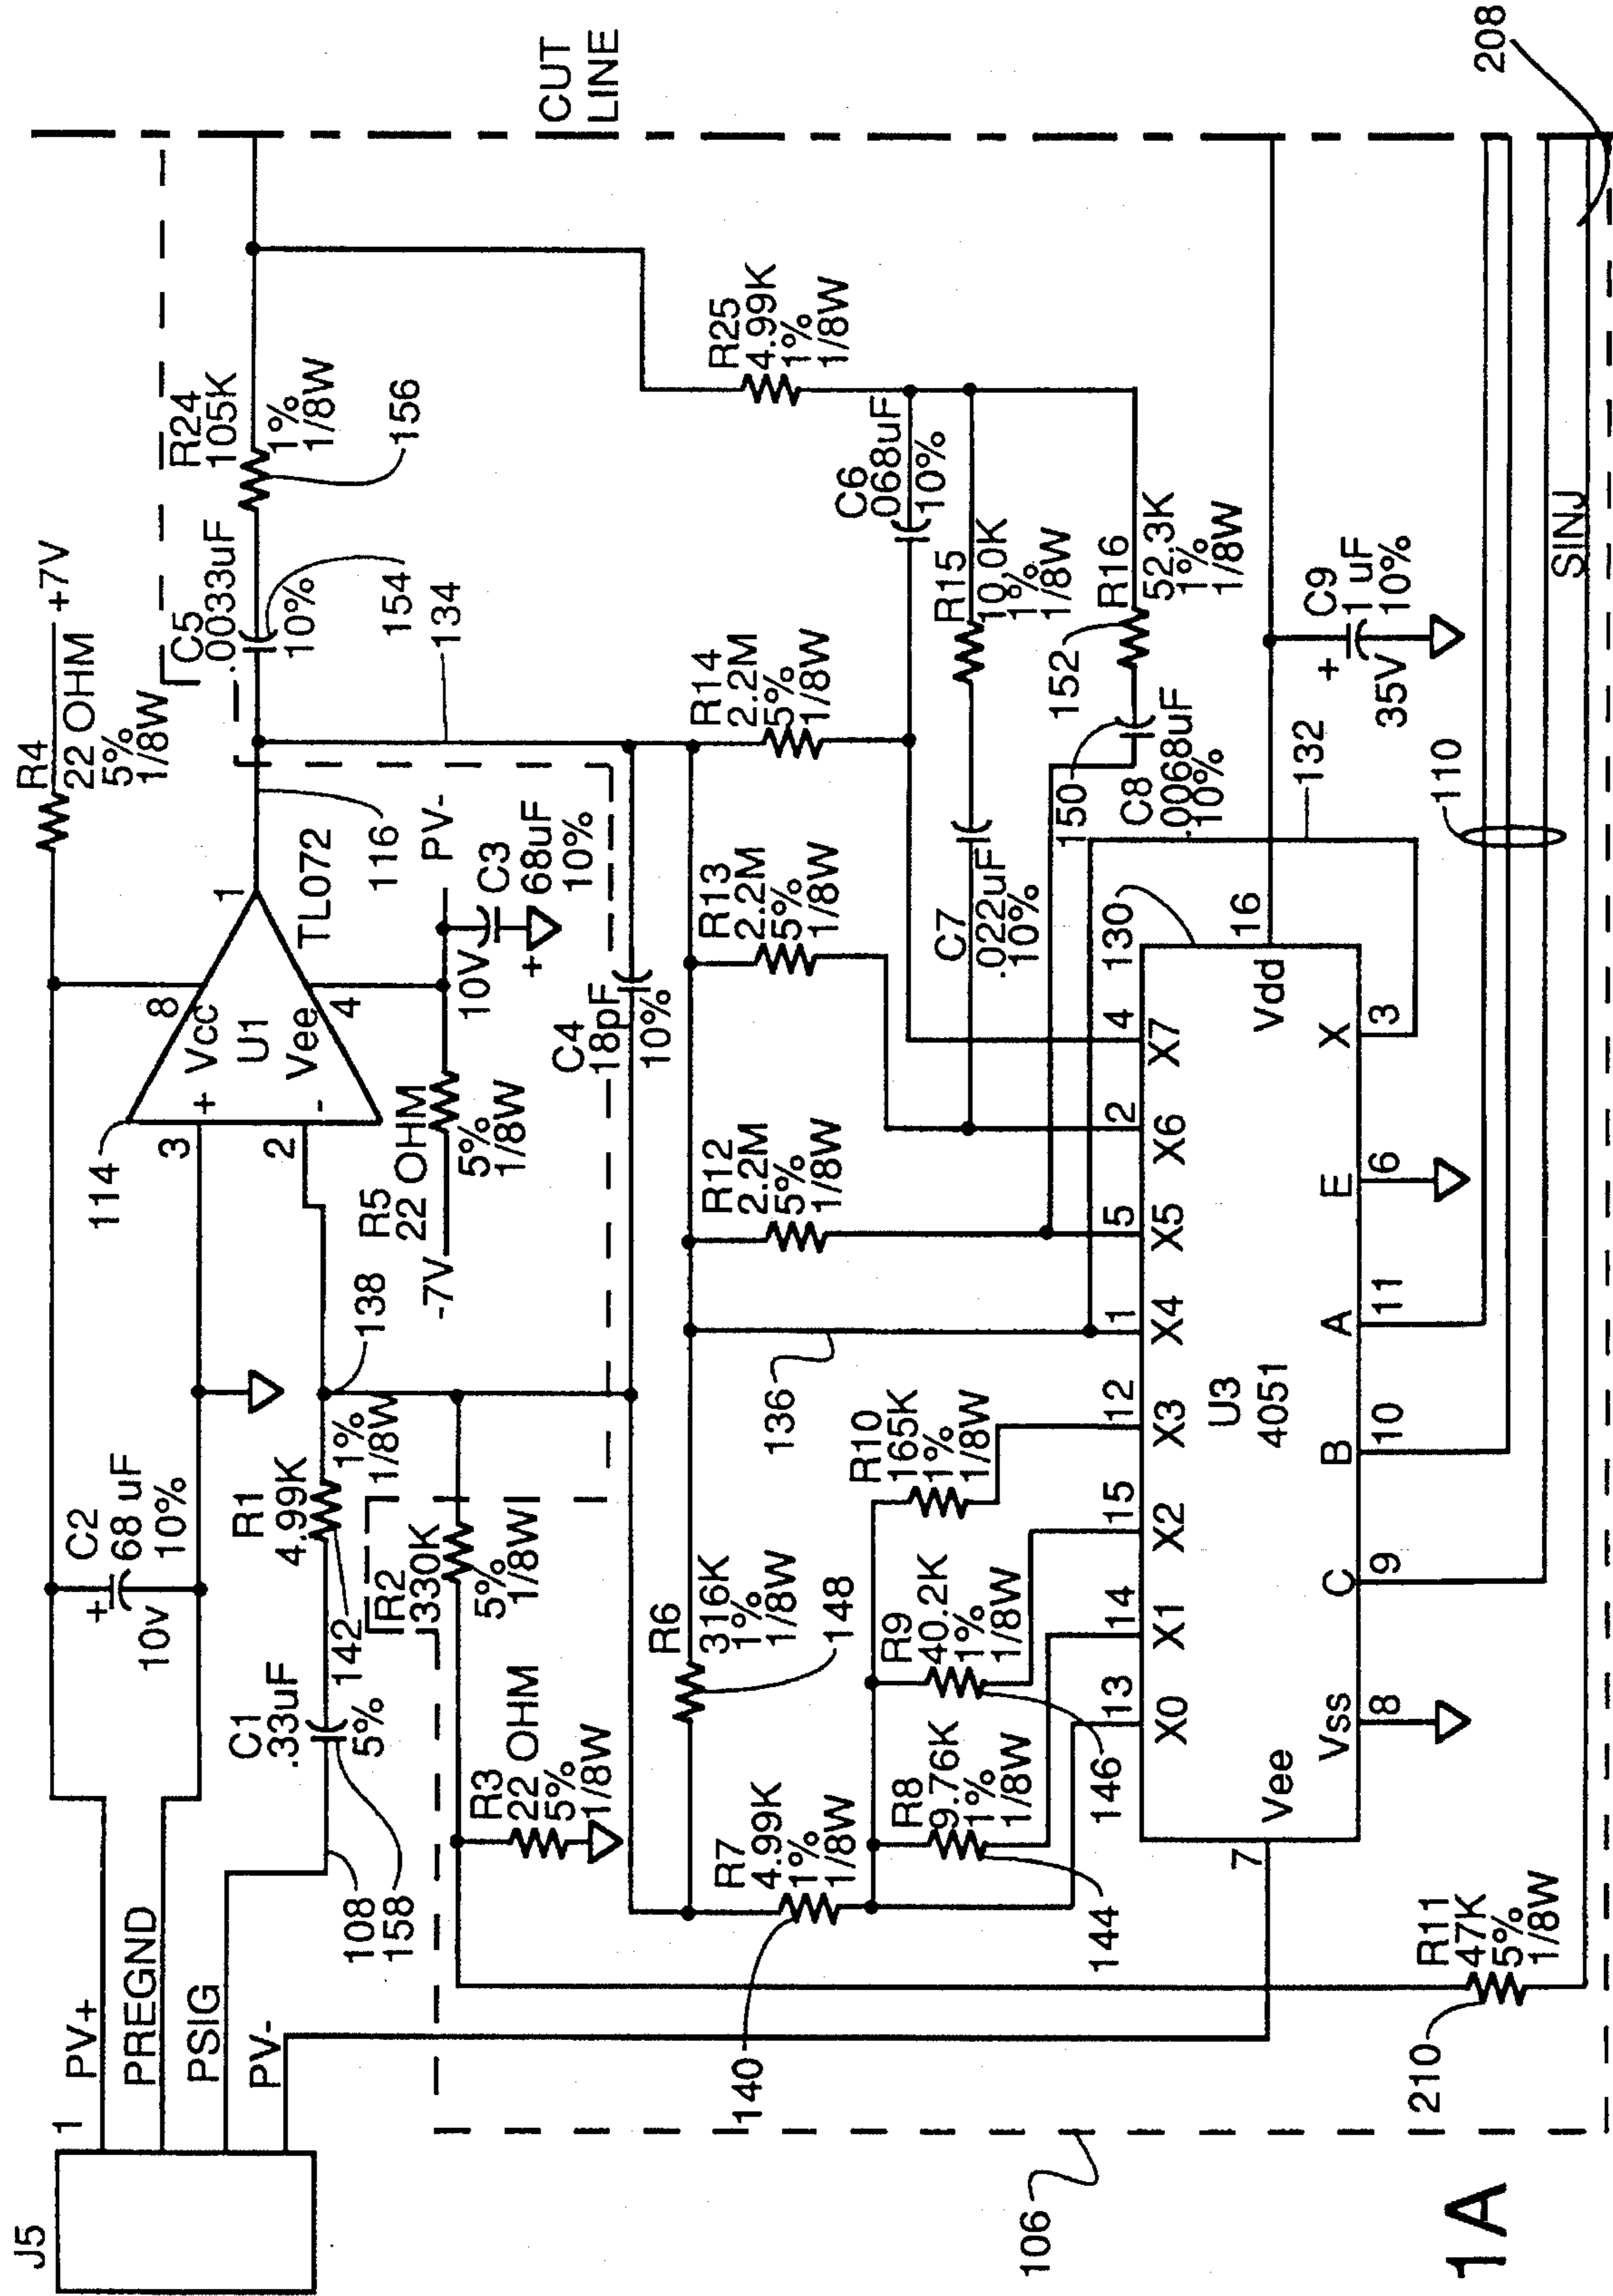 J5
1
PV+
PREGND
PSIG
PV-
C2
68 uF
10%
+
10v
R4
22 OHM
5%
1/8W
+7V
114
3
+
2
-
8
Vcc
U1
Vee
4
1
TL072
116
C5
.0033uF
10%
154
134
R24
105K
1%
1/8W
156
CUT
LINE
C1
.33uF
5%
108
158
142
R1
4.99K
1%
1/8W
138
R5
22 OHM
5%
1/8W
-7V
PV-
10V
C3
68uF
10%
+
R2
330K
5%
1/8W
R3
22 OHM
5%
1/8W
C4
18pF
10%
R6
316K
1%
1/8W
148
R7
4.99K
1%
1/8W
140
R8
9.76K
1%
1/8W
144
R9
40.2K
1%
1/8W
146
R10
165K
1%
1/8W
136
R12
2.2M
5%
1/8W
R13
2.2M
5%
1/8W
R14
2.2M
5%
1/8W
R25
4.99K
1%
1/8W
C6
.068uF
10%
C7
.022uF
10%
R15
10.0K
1%
1/8W
C8
.0068uF
10%
150
R16
52.3K
1%
1/8W
152
130
132
13
14
15
12
1
5
2
4
X0
X1
X2
X3
X4
X5
X6
X7
7
Vee
U3
4051
Vdd
16
Vss
C
B
A
E
X
8
9
10
11
6
3
+
35V
C9
1 uF
10%
110
R11
47K
5%
1/8W
210
SINJ
208
106
1A